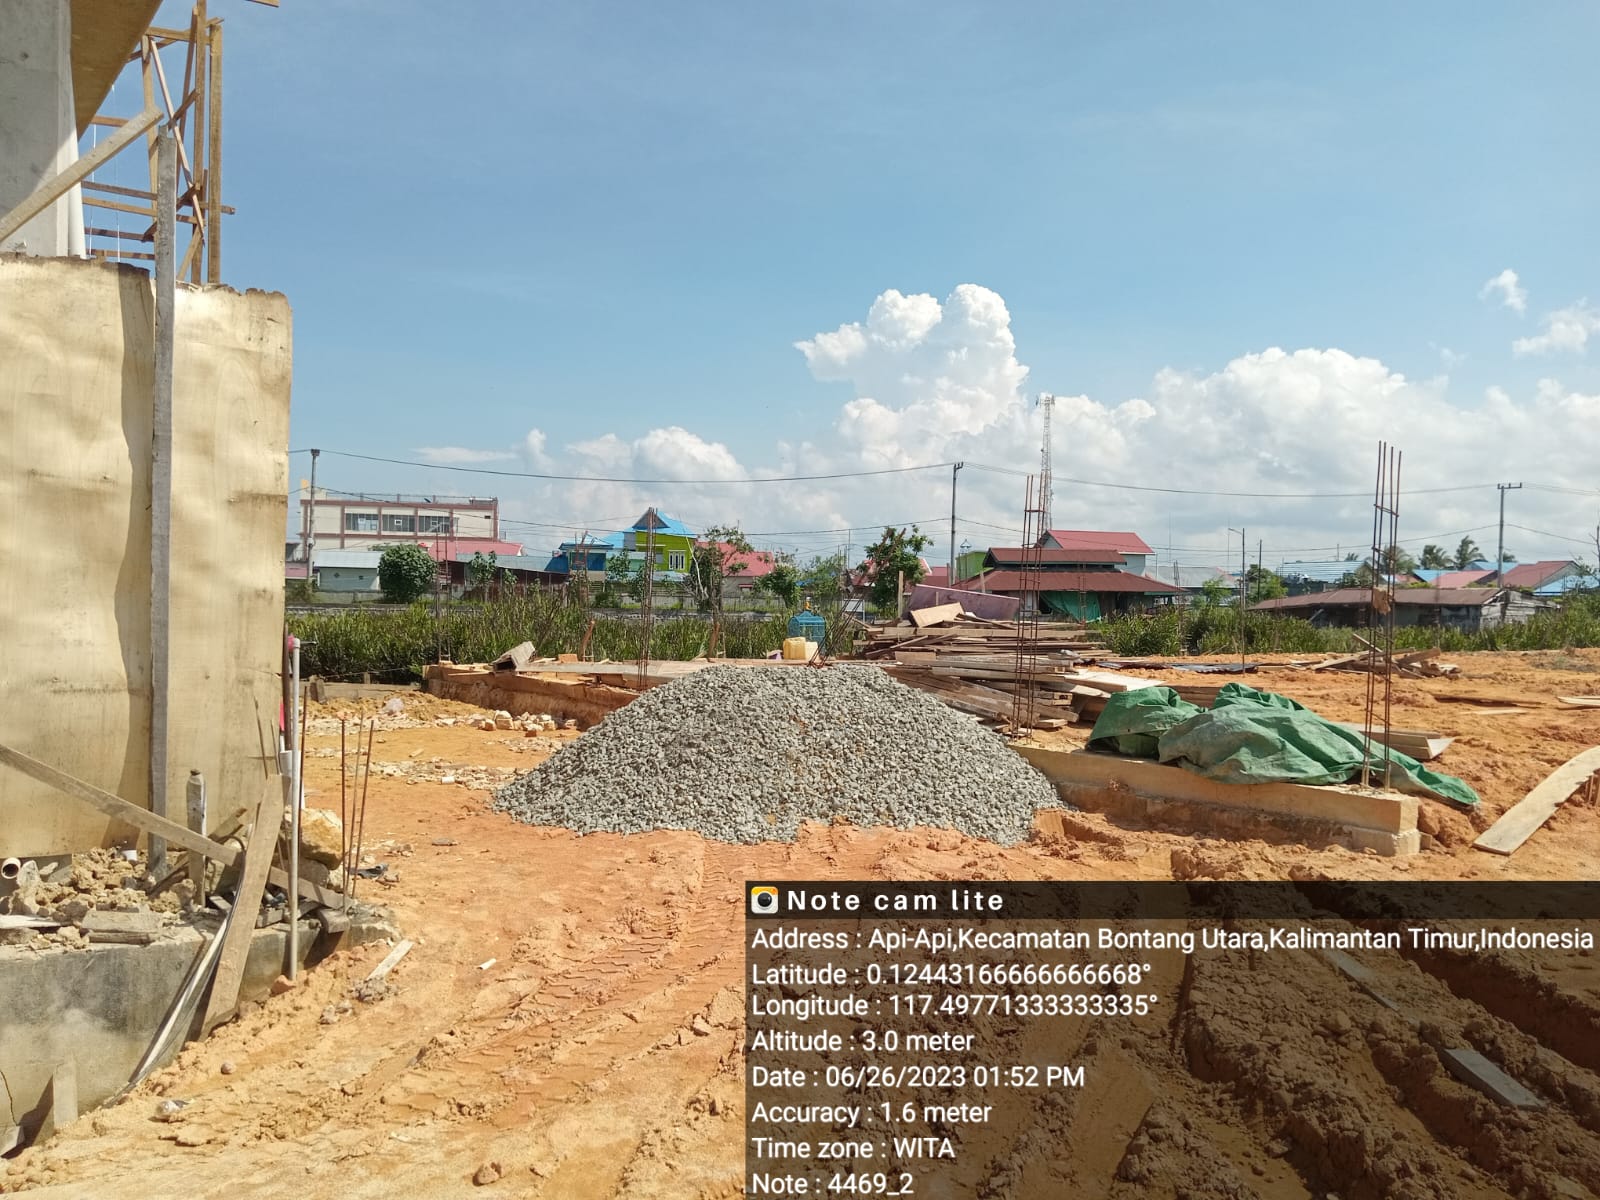 Note cam lite
Address : Api-Api,Kecamatan Bontang Utara,Kalimantan Timur,Indonesia
Latitude : 0.12443166666666668°
Longitude : 117.49771333333335°
Altitude : 3.0 meter
Date : 06/26/2023 01:52 PM
Accuracy : 1.6 meter
Time zone : WITA
Note : 4469_2